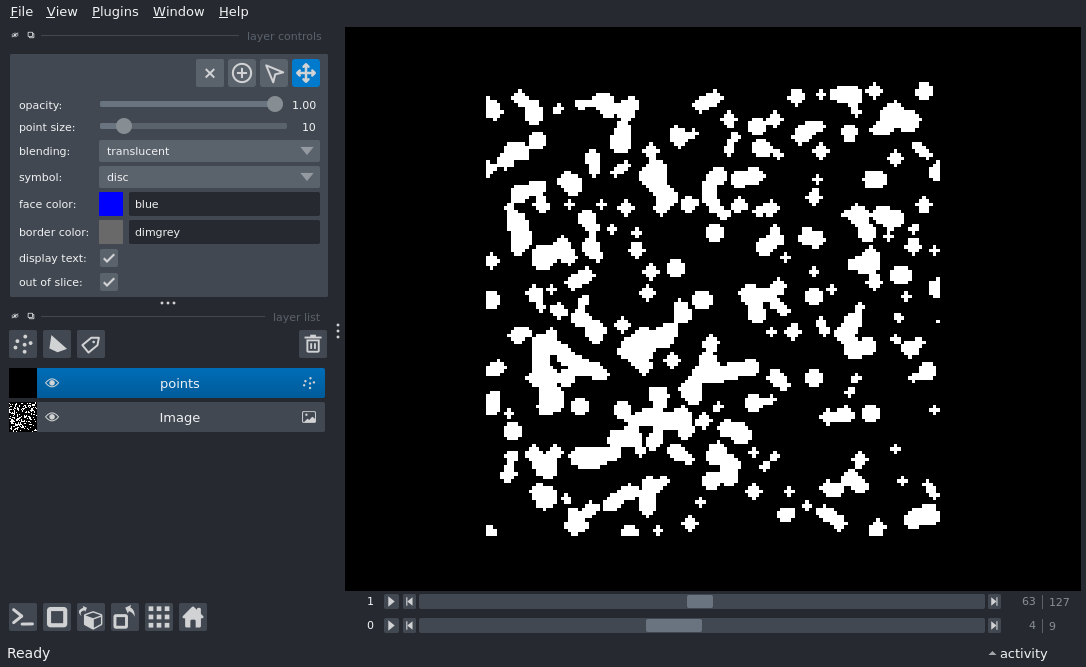 File View Plugins Window Help
layer controls
opacity: 1.00
point size: 10
blending: translucent
symbol: disc
face color: blue
border color: dimgrey
display text:
out of slice:
layer list
points
Image
1 63 127
0 4 9
Ready activity